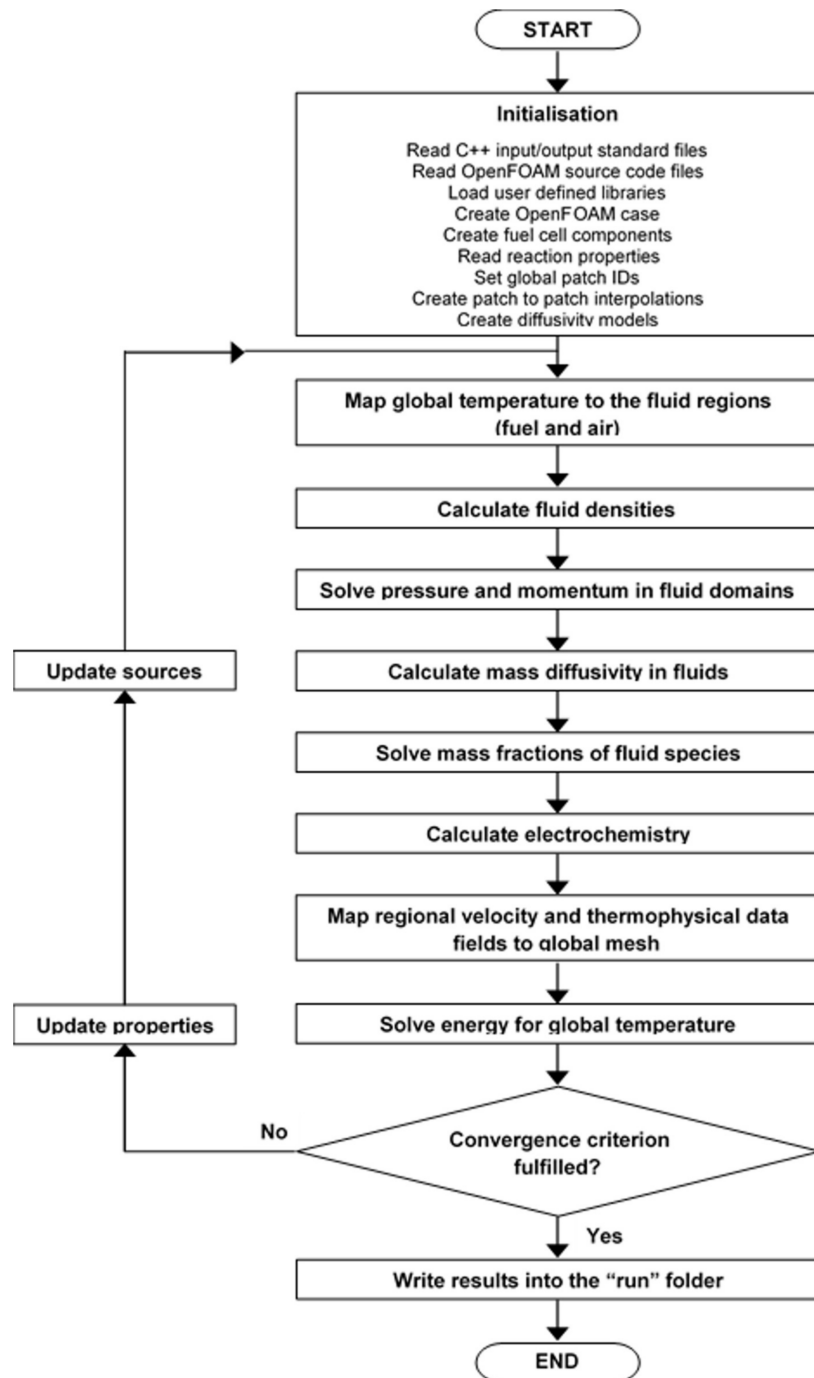 START
Initialisation
Read C++ input/output standard files
Read OpenFOAM source code files
Load user defined libraries
Create OpenFOAM case
Create fuel cell components
Read reaction properties
Set global patch IDs
Create patch to patch interpolations
Create diffusivity models
Map global temperature to the fluid regions
(fuel and air)
Calculate fluid densities
Solve pressure and momentum in fluid domains
Update sources
Calculate mass diffusivity in fluids
Solve mass fractions of fluid species
Calculate electrochemistry
Map regional velocity and thermophysical data
fields to global mesh
Update properties
Solve energy for global temperature
No
Convergence criterion
fulfilled?
Yes
Write results into the “run” folder
END